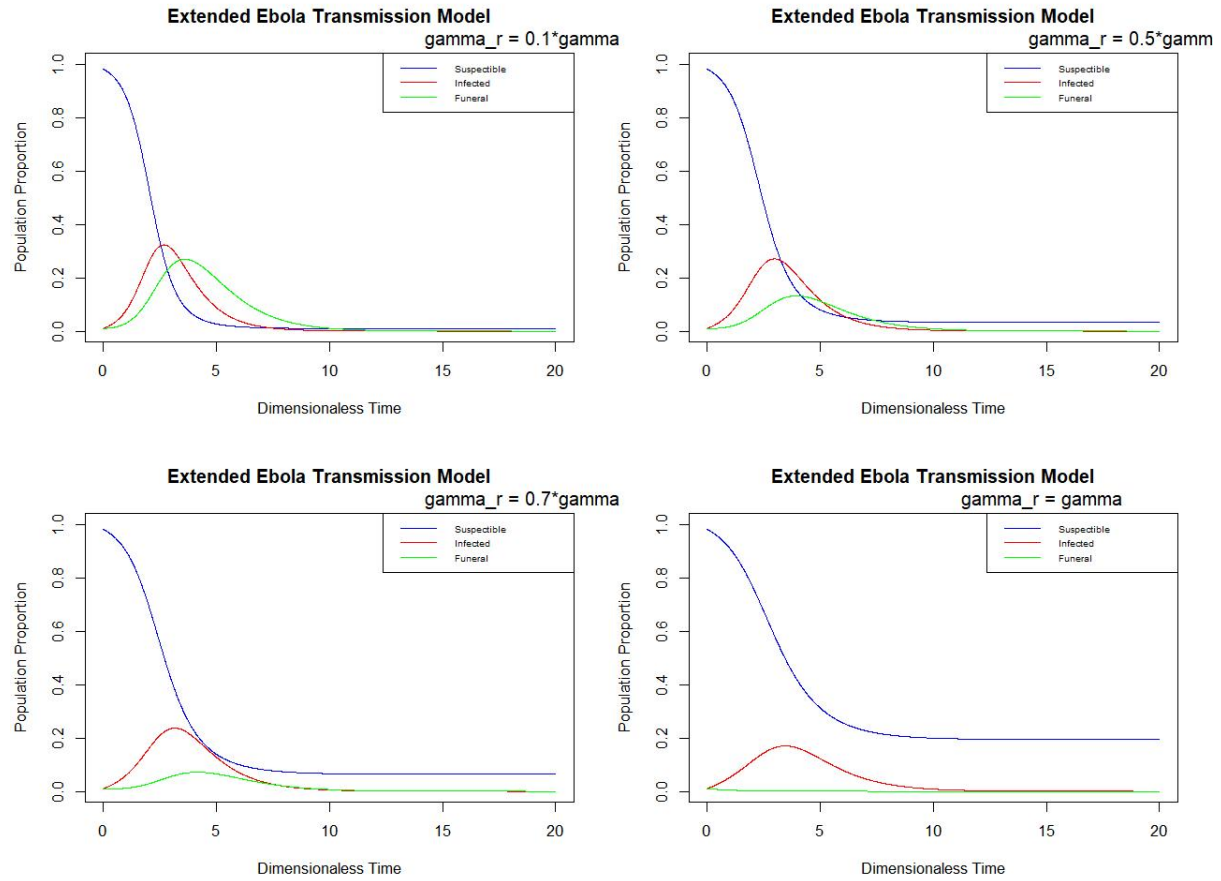 Extended Ebola Transmission Model
gamma_r = 0.1*gamma
Suspectible
Infected
Funeral
Population Proportion
0.0 0.2 0.4 0.6 0.8 1.0
0 5 10 15 20
Dimensionaless Time
Extended Ebola Transmission Model
gamma_r = 0.5*gamm
Suspectible
Infected
Funeral
Population Proportion
0.0 0.2 0.4 0.6 0.8 1.0
0 5 10 15 20
Dimensionaless Time
Extended Ebola Transmission Model
gamma_r = 0.7*gamma
Suspectible
Infected
Funeral
Population Proportion
0.0 0.2 0.4 0.6 0.8 1.0
0 5 10 15 20
Dimensionaless Time
Extended Ebola Transmission Model
gamma_r = gamma
Suspectible
Infected
Funeral
Population Proportion
0.0 0.2 0.4 0.6 0.8 1.0
0 5 10 15 20
Dimensionaless Time